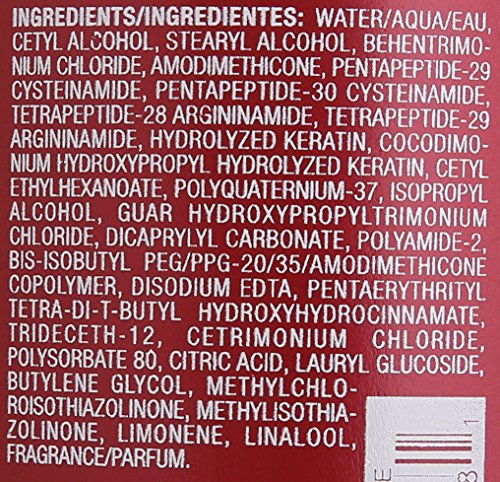 INGREDIENTS/INGREDIENTES: WATER/AQUA/EAU,
CETYL ALCOHOL, STEARYL ALCOHOL, BEHENTRIMO-
NIUM CHLORIDE, AMODIMETHICONE, PENTAPEPTIDE-29
CYSTEINAMIDE, PENTAPEPTIDE-30 CYSTEINAMIDE,
TETRAPEPTIDE-28 ARGININAMIDE, TETRAPEPTIDE-29
ARGININAMIDE, HYDROLYZED KERATIN, COCODIMO-
NIUM HYDROXYPROPYL HYDROLYZED KERATIN, CETYL
ETHYLHEXANOATE, POLYQUATERNIUM-37, ISOPROPYL
ALCOHOL, GUAR HYDROXYPROPYLTRIMONIUM
CHLORIDE, DICAPRYLYL CARBONATE, POLYAMIDE-2,
BIS-ISOBUTYL PEG/PPG-20/35/AMODIMETHICONE
COPOLYMER, DISODIUM EDTA, PENTAERYTHRITYL
TETRA-DI-T-BUTYL HYDROXYHYDROCINNAMATE,
TRIDECETH-12, CETRIMONIUM CHLORIDE,
POLYSORBATE 80, CITRIC ACID, LAURYL GLUCOSIDE,
BUTYLENE GLYCOL, METHYLCHLO-
ROISOTHIAZOLINONE, METHYLISOTHIA-
ZOLINONE, LIMONENE, LINALOOL,
FRAGRANCE/PARFUM.
E
81